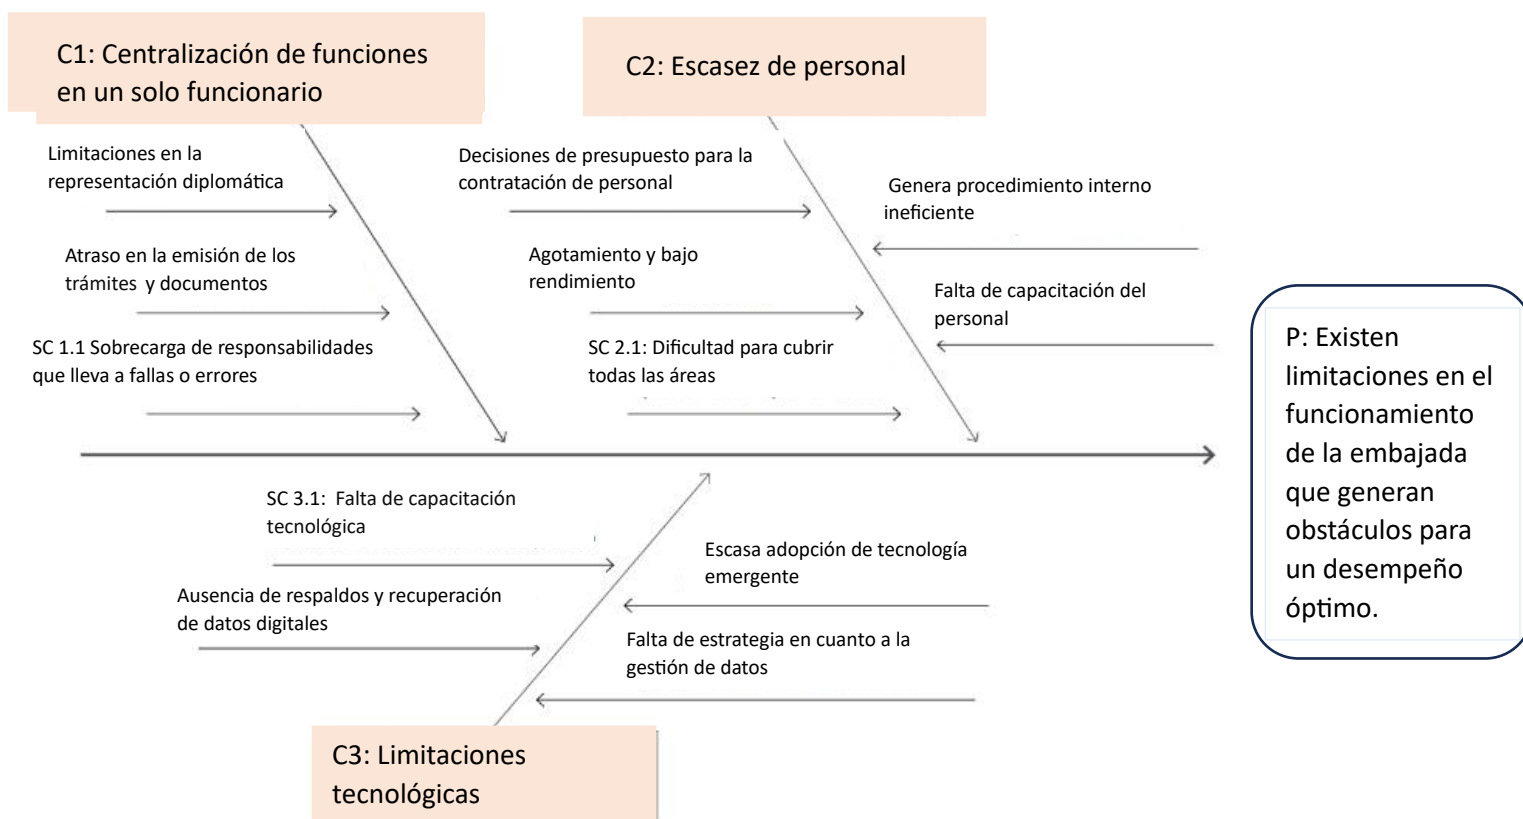 C1: Centralización de funciones
en un solo funcionario
C2: Escasez de personal
Limitaciones en la
representación diplomática
Atraso en la emisión de los
trámites y documentos
SC 1.1 Sobrecarga de responsabilidades
que lleva a fallas o errores
Decisiones de presupuesto para la
contratación de personal
Agotamiento y bajo
rendimiento
SC 2.1: Dificultad para cubrir
todas las áreas
Genera procedimiento interno
ineficiente
Falta de capacitación del
personal
P: Existen
limitaciones en el
funcionamiento
de la embajada
que generan
obstáculos para
un desempeño
óptimo.
SC 3.1: Falta de capacitación
tecnológica
Ausencia de respaldos y recuperación
de datos digitales
Escasa adopción de tecnología
emergente
Falta de estrategia en cuanto a la
gestión de datos
C3: Limitaciones
tecnológicas